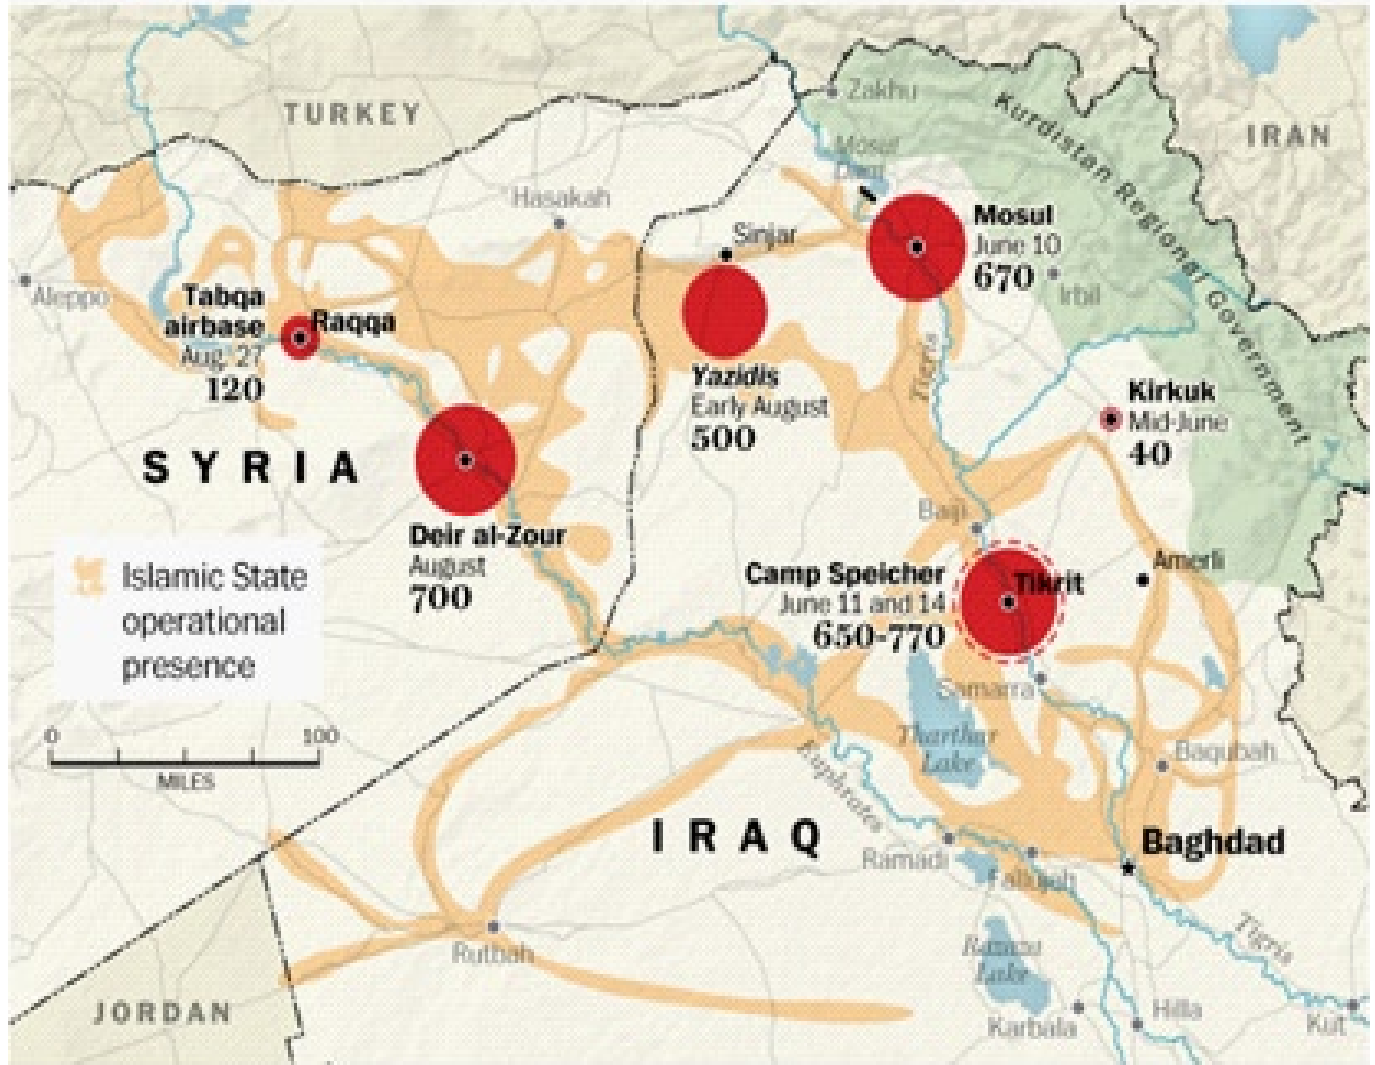 TURKEY
Zakhu
IRAN
Kurdistan Regional Government
Mosul
Dam
Hasakah
Sinjar
Mosul
June 10
670
Irbil
Aleppo
Tabqa
airbase
Aug. 27
120
Raqqa
Tigris
Yazidis
Early August
500
Kirkuk
Mid-June
40
SYRIA
Deir al-Zour
August
700
Baiji
Amerli
Camp Speicher
June 11 and 14
650-770
Tikrit
Islamic State
operational
presence
Samarra
Tharthar
Lake
0
100
MILES
Baqubah
Euphrates
IRAQ
Baghdad
Ramadi
Fallujah
Tigris
Rutbah
Razaza
Lake
JORDAN
Karbala
Hilla
Kut